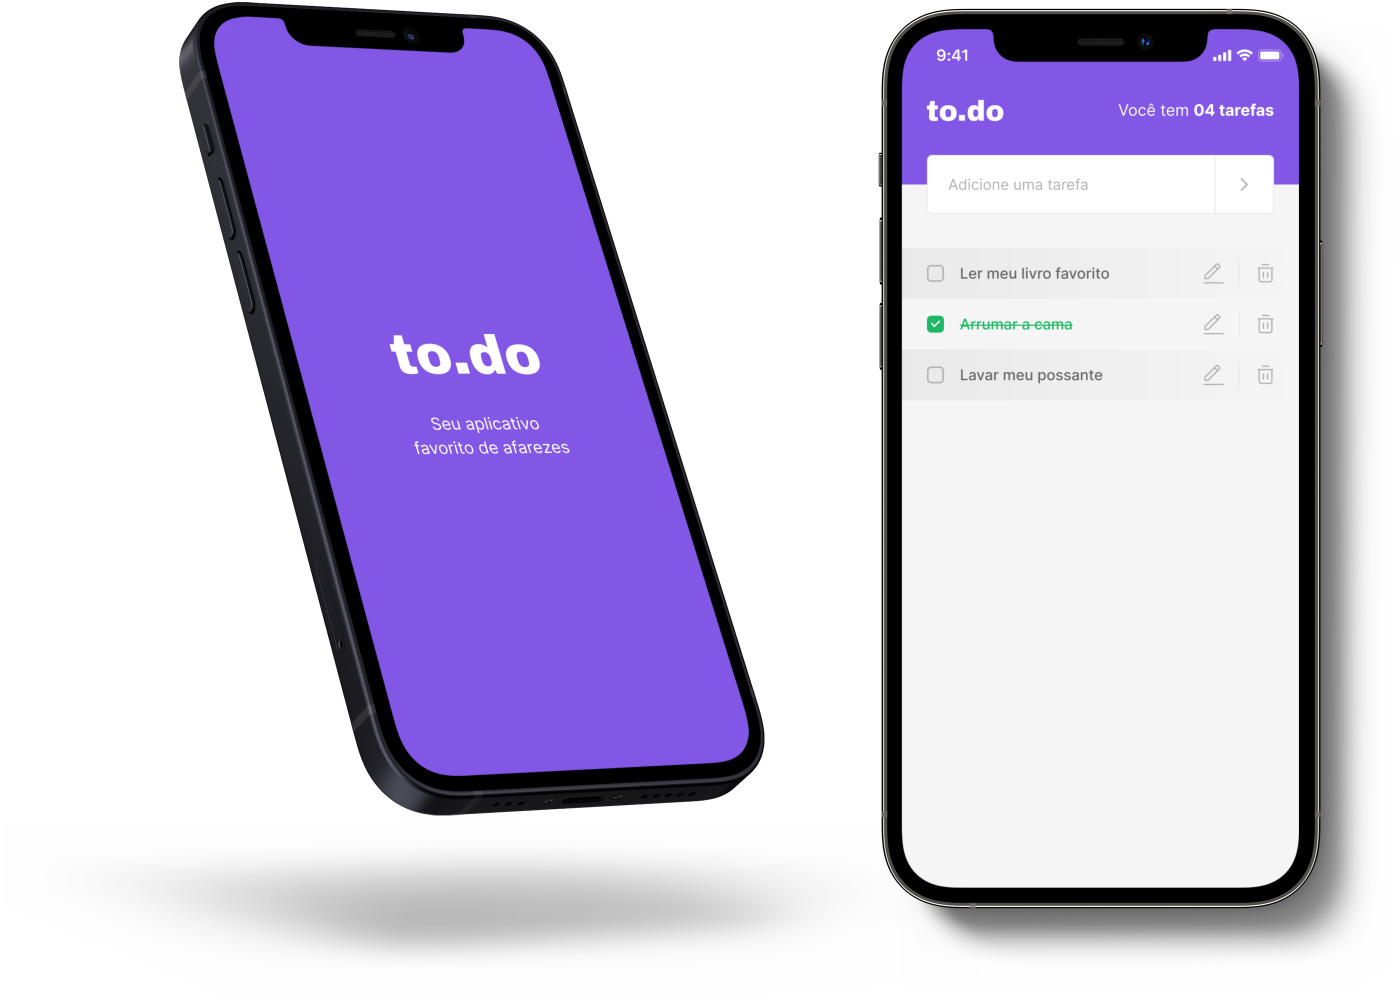 to.do
Seu aplicativo
favorito de afarezes
9:41
to.do
Você tem 04 tarefas
Adicione uma tarefa
Ler meu livro favorito
Arrumar a cama
Lavar meu possante